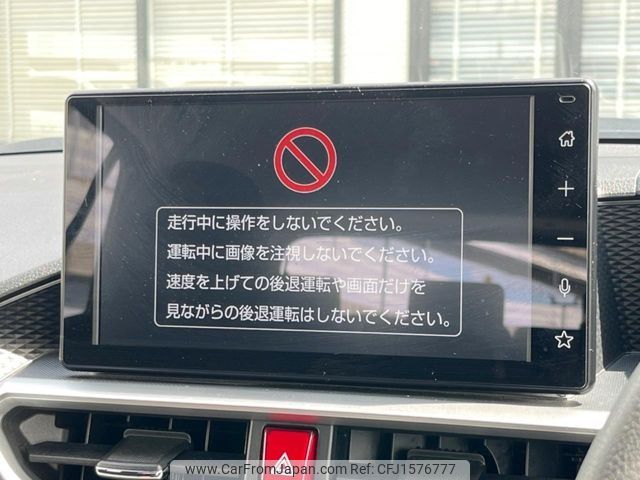 走行中に操作をしないでください。
運転中に画像を注視しないでください。
速度を上げての後退運転や画面だけを
見ながらの後退運転はしないでください。
www.CarFromJapan.com | Car No. CFJ1576777